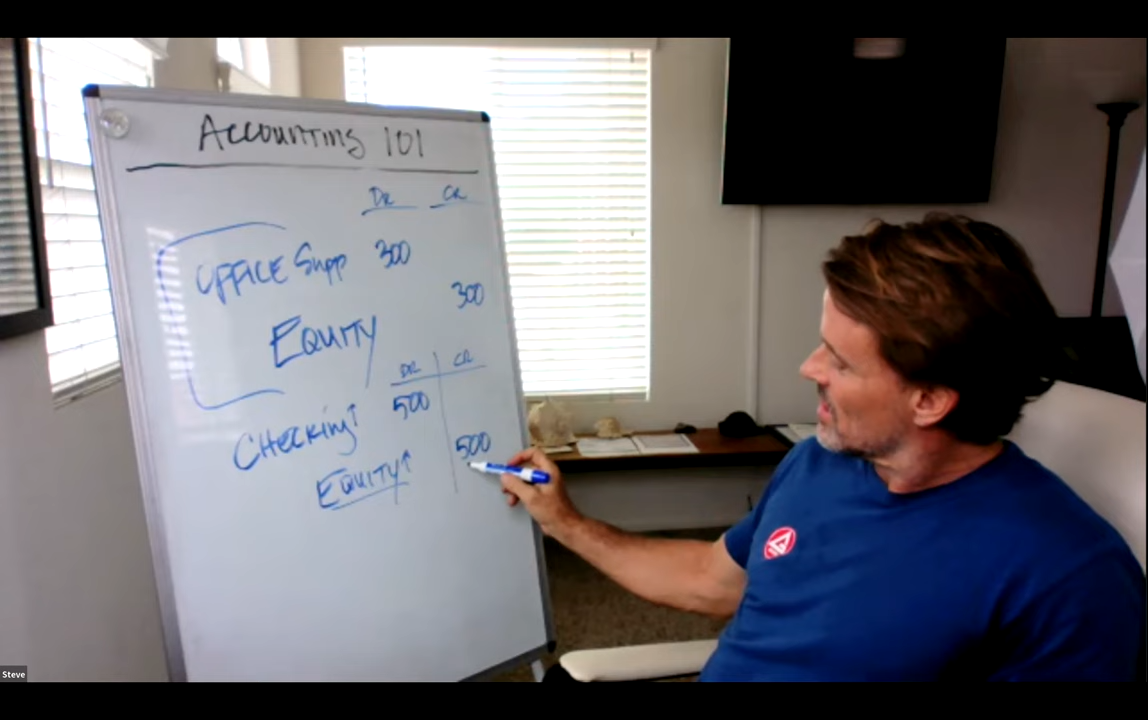 ACCOUNTING 101
DR CR
OFFICE Supp 300
300
EQUITY
DR CR
CHECKING↑ 500
EQUITY↑ 500
Steve